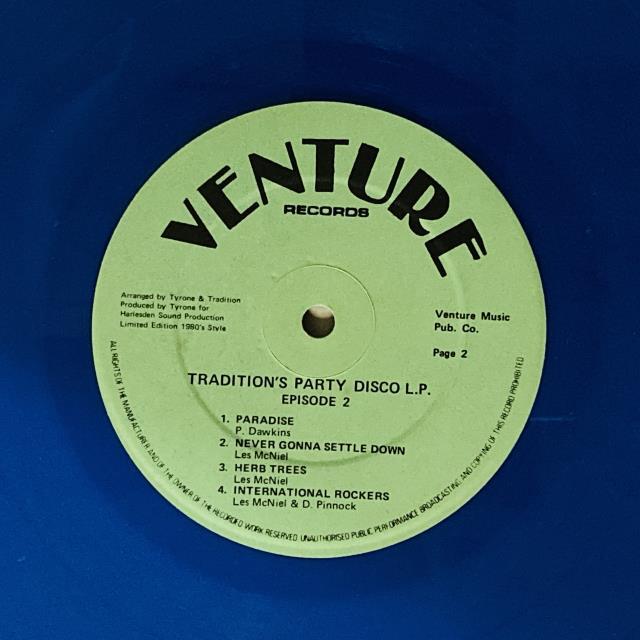 VENTURE
RECORDS
Arranged by Tyrone & Tradition
Produced by Tyrone for
Harlesden Sound Production
Limited Edition 1980's Style
Venture Music
Pub. Co.
Page 2
TRADITION'S PARTY DISCO L.P.
EPISODE 2
1. PARADISE
P. Dawkins
2. NEVER GONNA SETTLE DOWN
Les McNiel
3. HERB TREES
Les McNiel
4. INTERNATIONAL ROCKERS
Les McNiel & D. Pinnock
ALL RIGHTS OF THE MANUFACTURER AND OF THE OWNER OF THE RECORDED WORK RESERVED UNAUTHORISED PUBLIC PERFORMANCE BROADCASTING AND COPYING OF THIS RECORD PROHIBITED